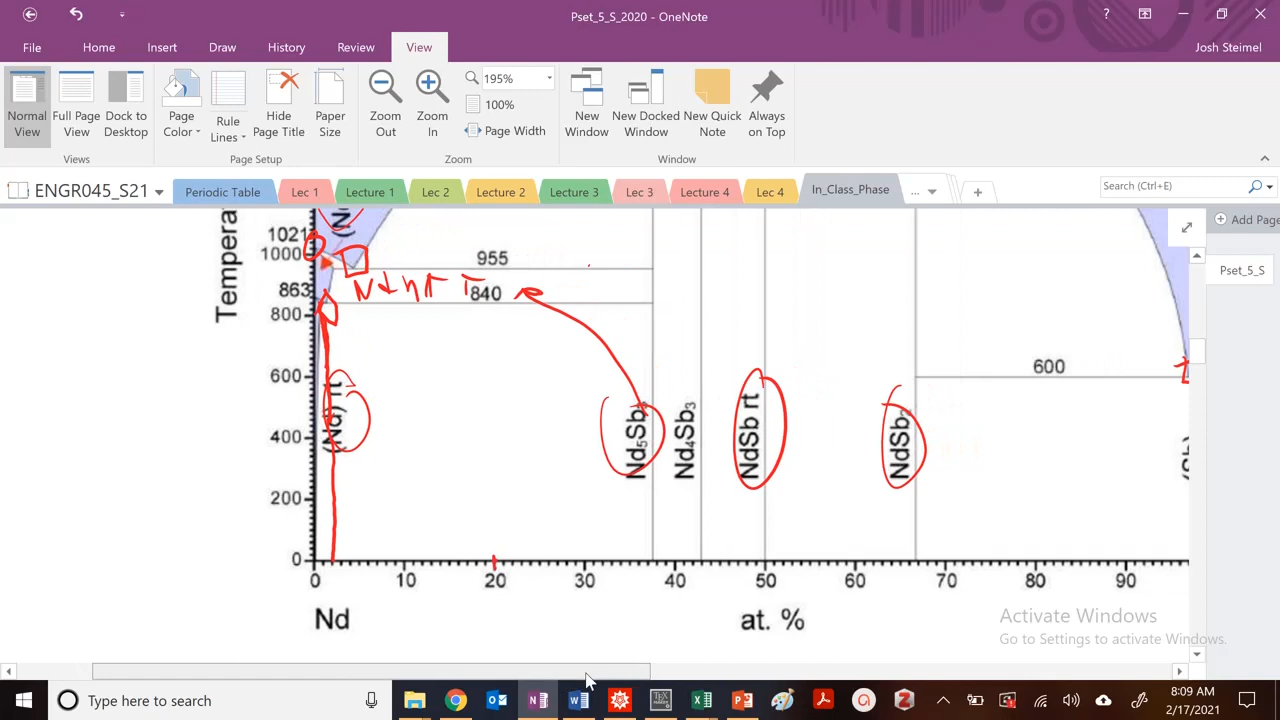 Pset_5_S_2020 - OneNote
Josh Steimel
File Home Insert Draw History Review View
Normal View
Full Page View
Dock to Desktop
Page Color
Rule Lines
Hide Page Title
Paper Size
Zoom Out
Zoom In
195%
100%
Page Width
New Window
New Docked Window
New Quick Note
Always on Top
Views Page Setup Zoom Window
ENGR045_S21 Periodic Table Lec 1 Lecture 1 Lec 2 Lecture 2 Lecture 3 Lec 3 Lecture 4 Lec 4 In_Class_Phase ... +
Search (Ctrl+E)
Add Page
Pset_5_S
Tempera
1021
1000
955
863
840
800
600
600
400
(Nd) rt
Nd₄Sb₃
NdSb rt
NdSb₂
200
0
0 10 20 30 40 50 60 70 80 90
Nd
at. %
Activate Windows
Go to Settings to activate Windows.
Type here to search
8:09 AM
2/17/2021